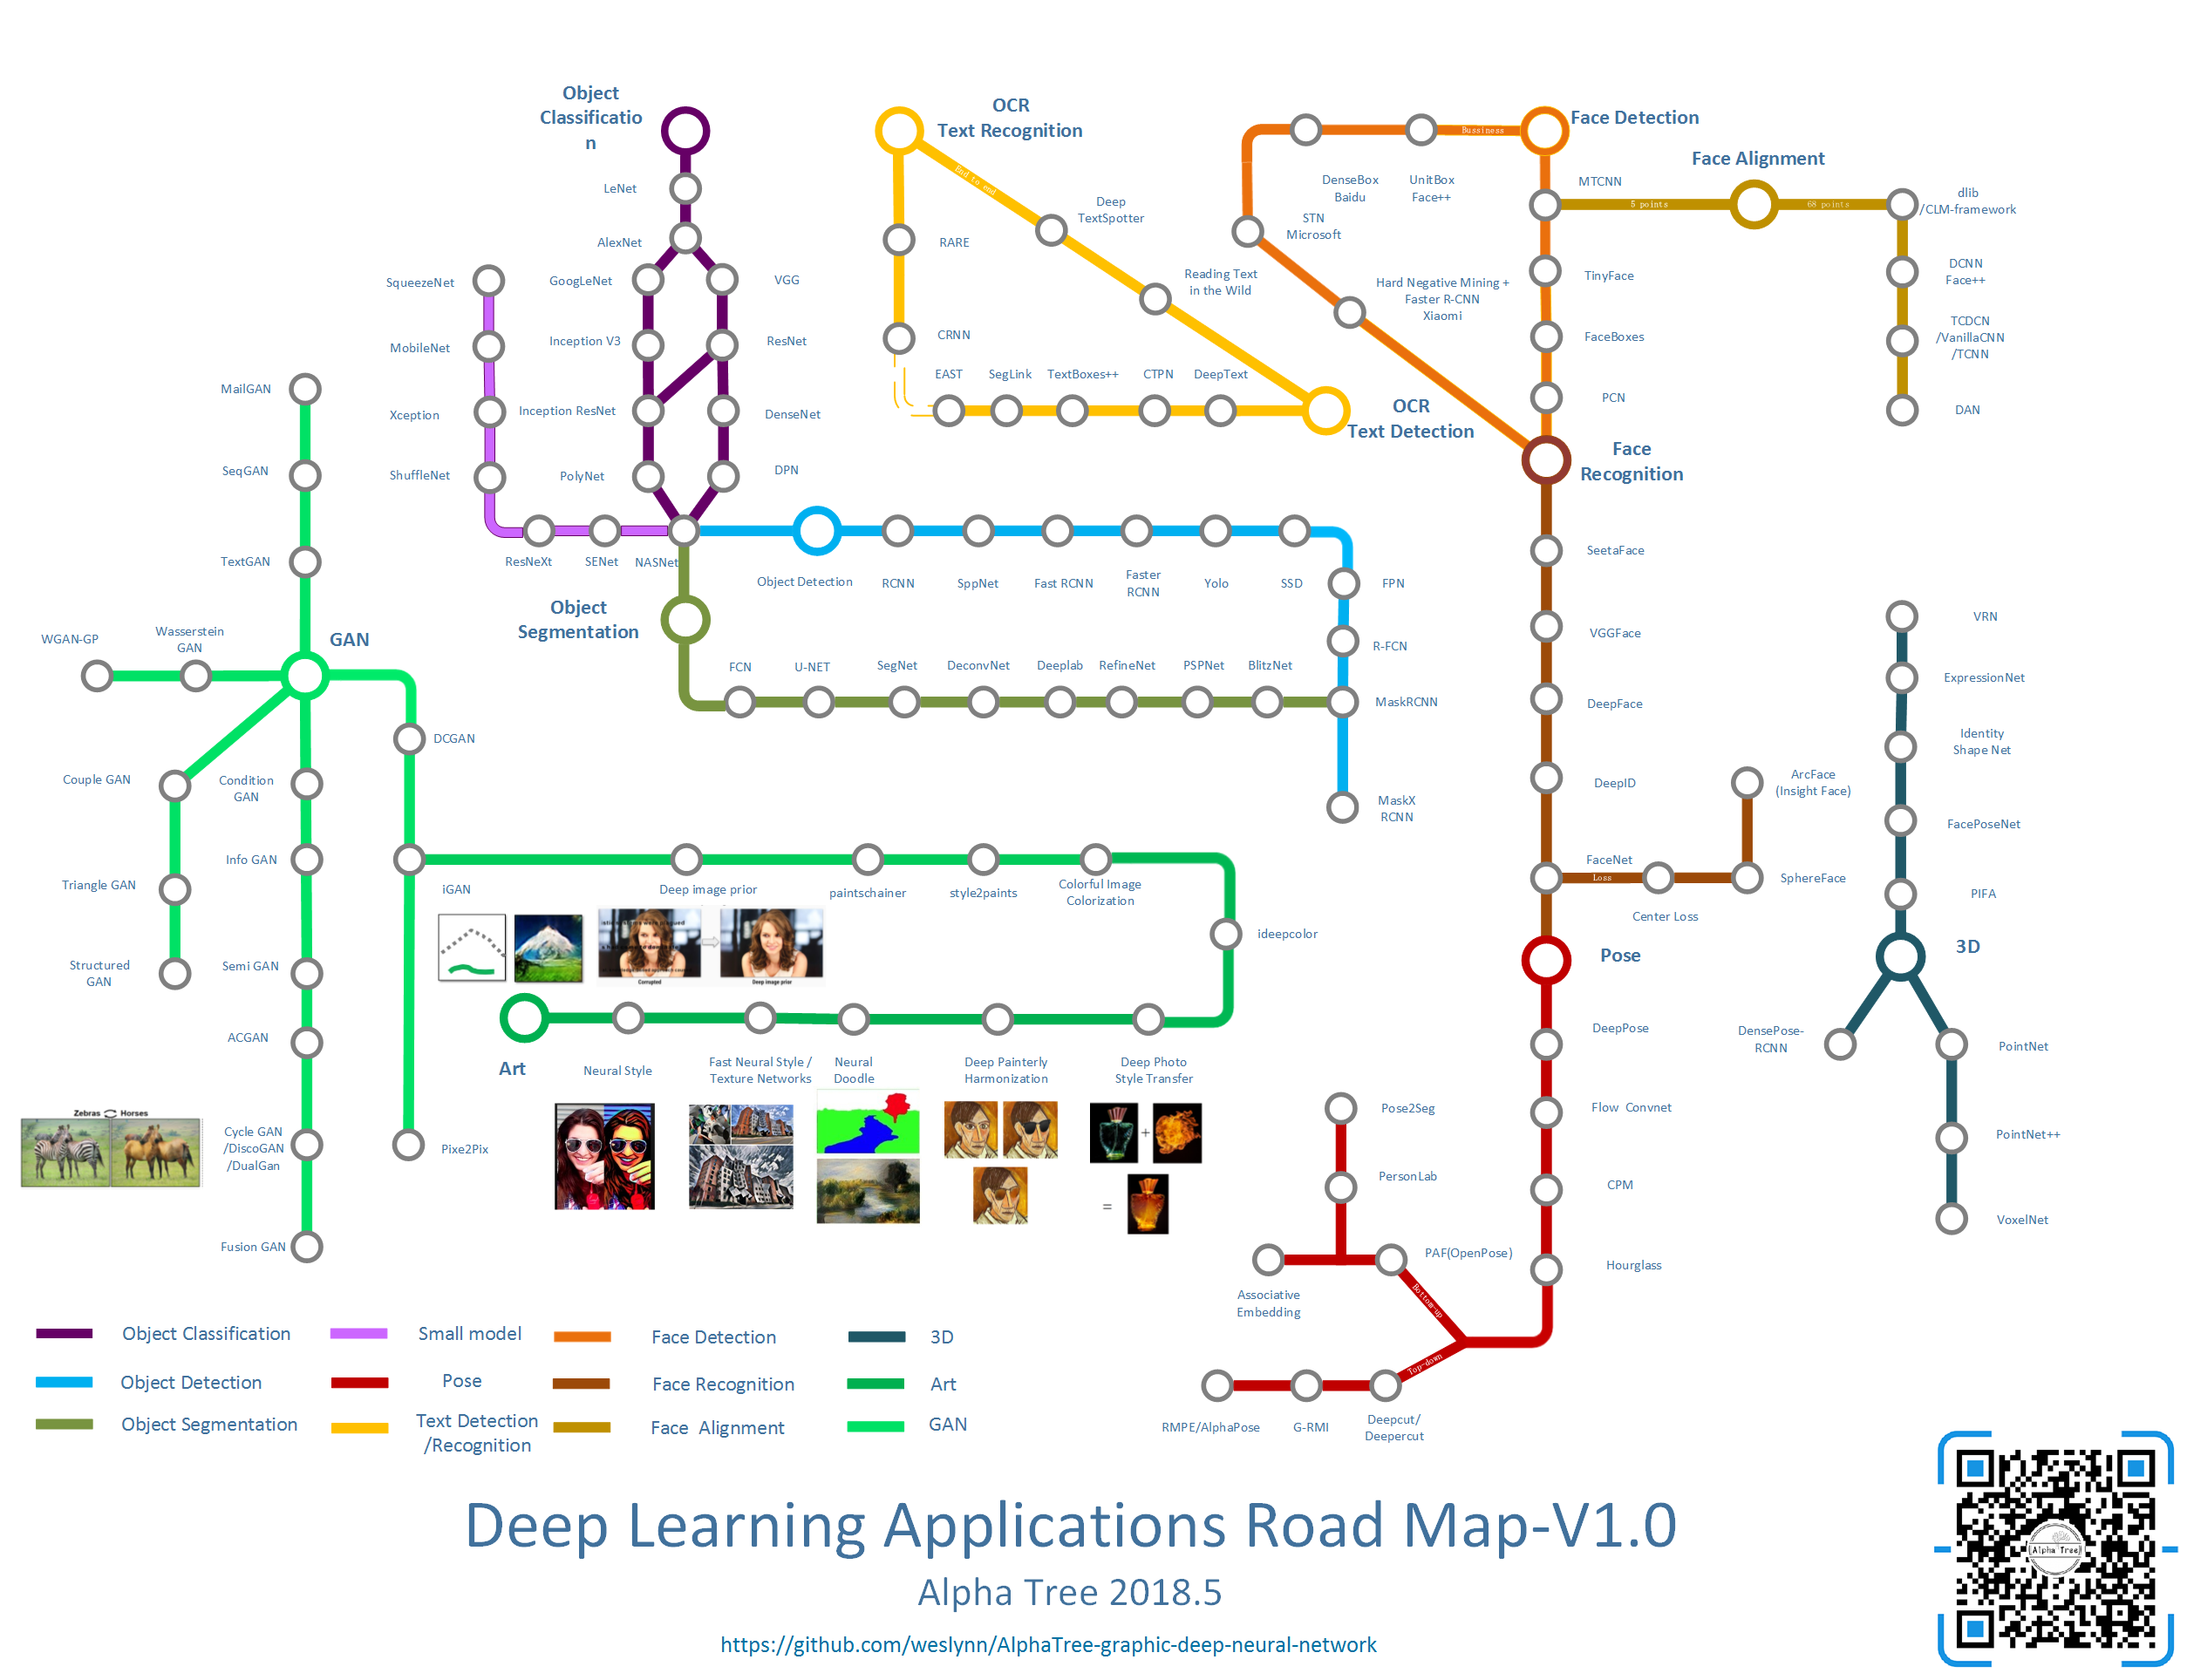 Object
Classificatio
n
LeNet
AlexNet
GoogLeNet
VGG
Inception V3
ResNet
Inception ResNet
DenseNet
PolyNet
DPN
SqueezeNet
MobileNet
Xception
ShuffleNet
ResNeXt
SENet
NASNet
OCR
Text Recognition
End to end
RARE
CRNN
Deep
TextSpotter
Reading Text
in the Wild
EAST
SegLink
TextBoxes++
CTPN
DeepText
OCR
Text Detection
Face Detection
Bussiness
DenseBox
Baidu
UnitBox
Face++
STN
Microsoft
Hard Negative Mining +
Faster R-CNN
Xiaomi
MTCNN
TinyFace
FaceBoxes
PCN
Face Alignment
5 points
68 points
dlib
/CLM-framework
DCNN
Face++
TCDCN
/VanillaCNN
/TCNN
DAN
Face
Recognition
SeetaFace
VGGFace
DeepFace
DeepID
FaceNet
Loss
Center Loss
SphereFace
ArcFace
(Insight Face)
Object Detection
RCNN
SppNet
Fast RCNN
Faster
RCNN
Yolo
SSD
FPN
R-FCN
MaskRCNN
MaskX
RCNN
Object
Segmentation
FCN
U-NET
SegNet
DeconvNet
Deeplab
RefineNet
PSPNet
BlitzNet
MailGAN
SeqGAN
TextGAN
GAN
WGAN-GP
Wasserstein
GAN
DCGAN
Couple GAN
Triangle GAN
Structured
GAN
Condition
GAN
Info GAN
Semi GAN
ACGAN
Cycle GAN
/DiscoGAN
/DualGan
Fusion GAN
Zebras Horses
iGAN
Pixe2Pix
Deep image prior
Corrupted
Deep image prior
paintschainer
style2paints
Colorful Image
Colorization
ideepcolor
Art
Neural Style
Fast Neural Style /
Texture Networks
Neural
Doodle
Deep Painterly
Harmonization
Deep Photo
Style Transfer
+
=
VRN
ExpressionNet
Identity
Shape Net
FacePoseNet
PIFA
3D
DensePose-
RCNN
PointNet
PointNet++
VoxelNet
Pose
DeepPose
Flow Convnet
CPM
Hourglass
Pose2Seg
PersonLab
PAF(OpenPose)
Associative
Embedding
Bottom-up
Top-down
RMPE/AlphaPose
G-RMI
Deepcut/
Deepercut
Object Classification
Small model
Face Detection
3D
Object Detection
Pose
Face Recognition
Art
Object Segmentation
Text Detection
/Recognition
Face Alignment
GAN
Deep Learning Applications Road Map-V1.0
Alpha Tree 2018.5
https://github.com/weslynn/AlphaTree-graphic-deep-neural-network
Alpha Tree